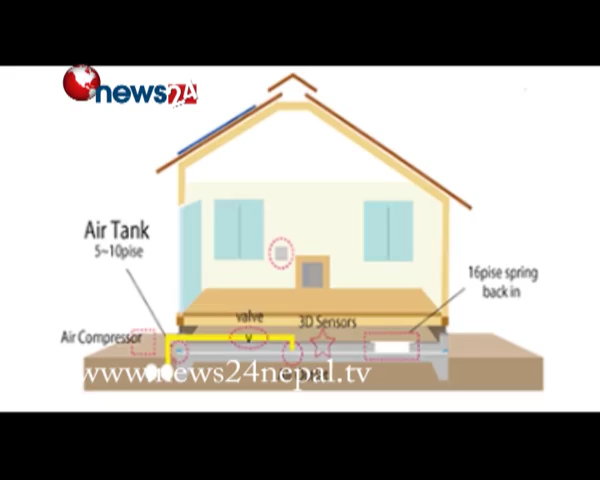 news24
Air Tank
5~10pise
16pise spring
back in
valve
3D Sensors
Air Compressor
v
www.news24nepal.tv